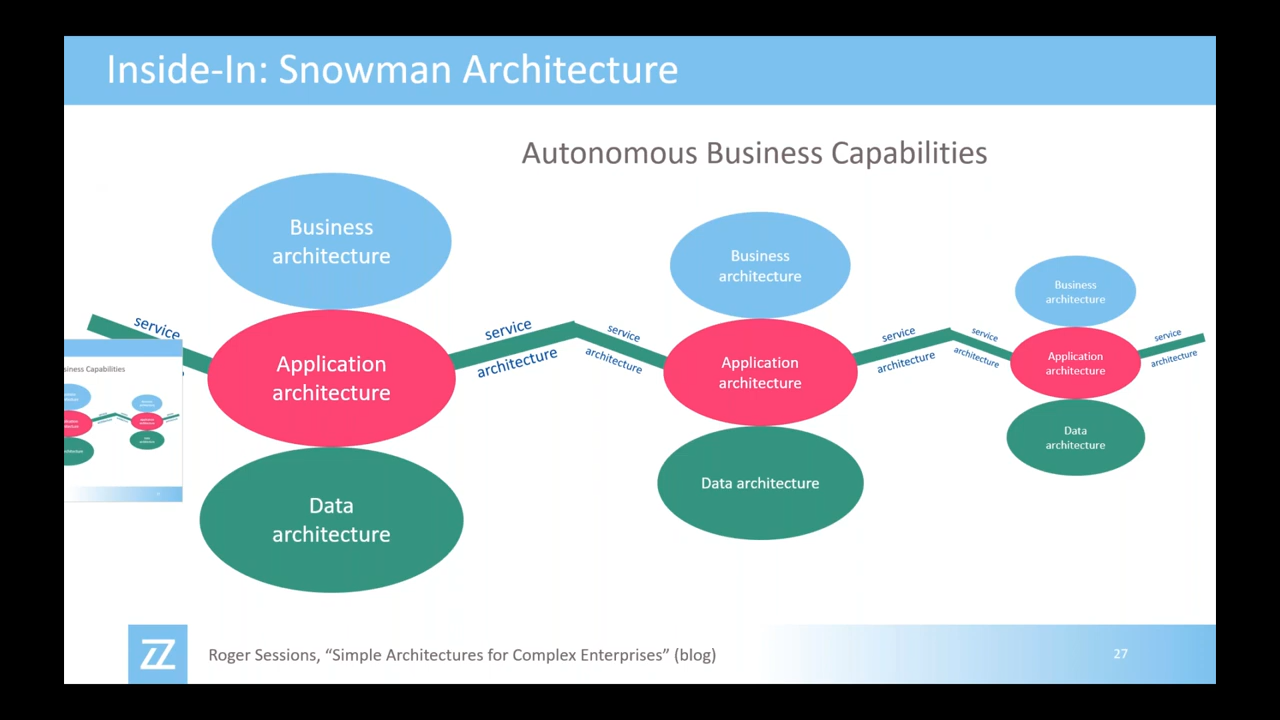 Inside-In: Snowman Architecture
Autonomous Business Capabilities
Business
architecture
Application
architecture
Data
architecture
service
service
architecture
service
architecture
Business
architecture
Application
architecture
Data architecture
service
architecture
service
architecture
Business
architecture
Application
architecture
Data
architecture
service
architecture
siness Capabilities
Roger Sessions, “Simple Architectures for Complex Enterprises” (blog)
27